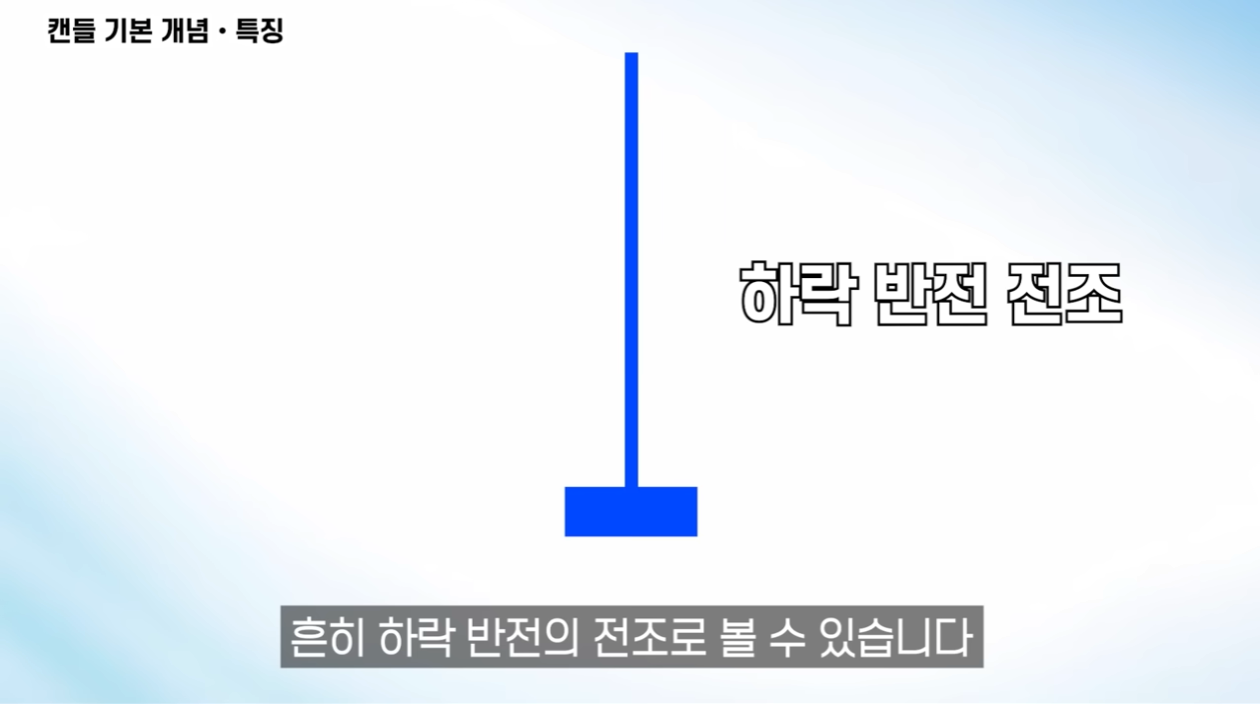 캔들 기본 개념·특징
하락 반전 전조
흔히 하락 반전의 전조로 볼 수 있습니다